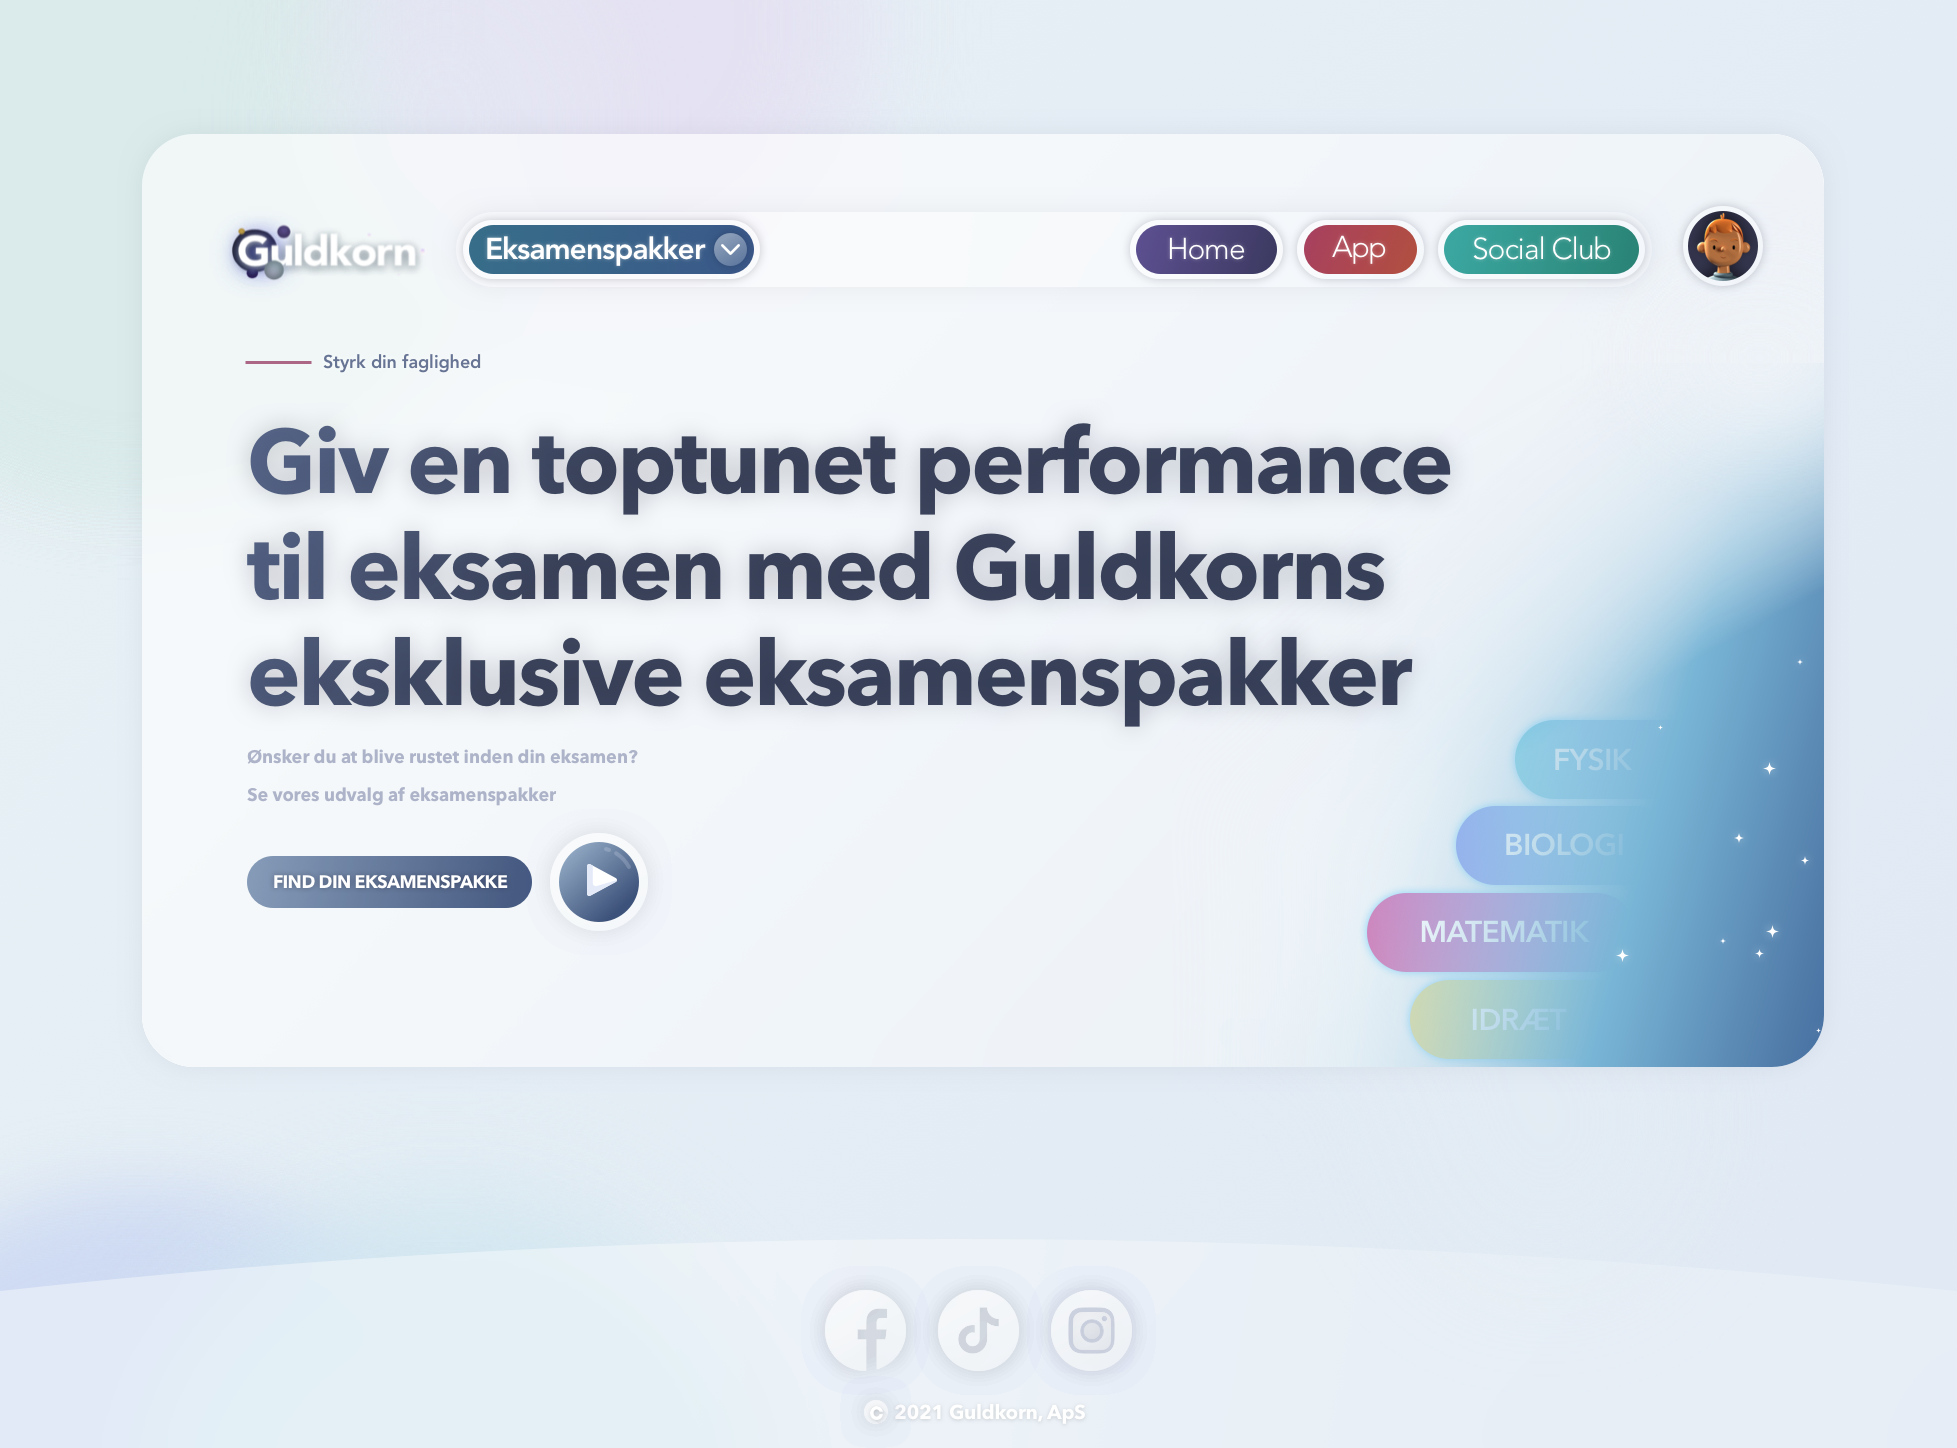 Guldkorn
Eksamenspakker
Home
App
Social Club
Styrk din faglighed
Giv en toptunet performance
til eksamen med Guldkorns
eksklusive eksamenspakker
Ønsker du at blive rustet inden din eksamen?
Se vores udvalg af eksamenspakker
FIND DIN EKSAMENSPAKKE
FYSIK
BIOLOGI
MATEMATIK
IDRÆT
© 2021 Guldkorn, ApS